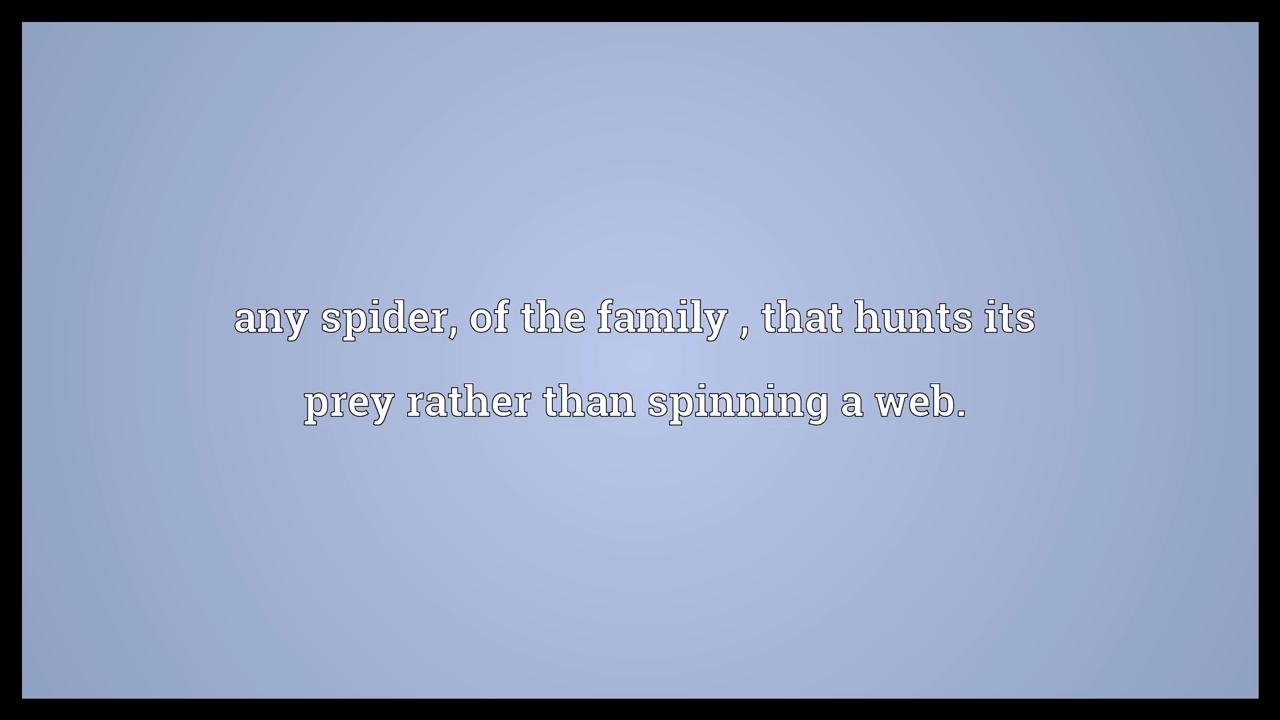 any spider, of the family , that hunts its
prey rather than spinning a web.